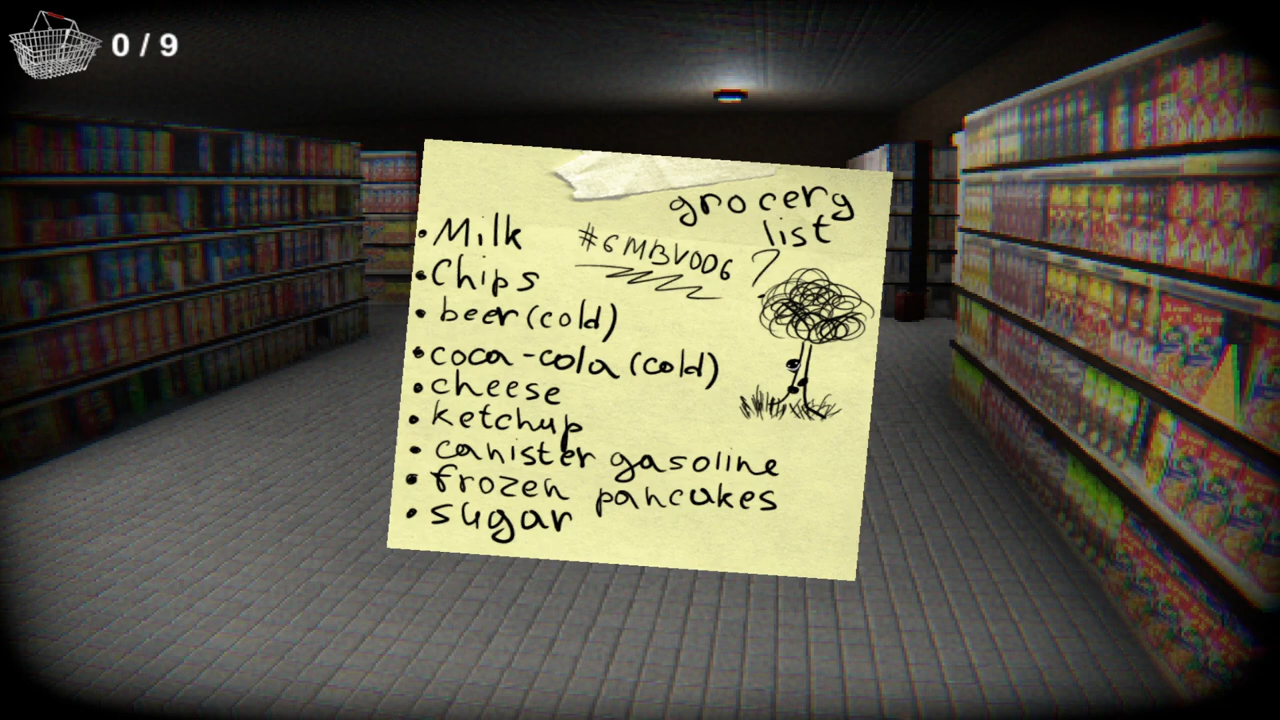 0 / 9
grocery
list
#6MBV006 ?
• Milk
• Chips
• beer (cold)
• coca-cola (cold)
• cheese
• ketchup
• canister gasoline
• frozen pancakes
• sugar